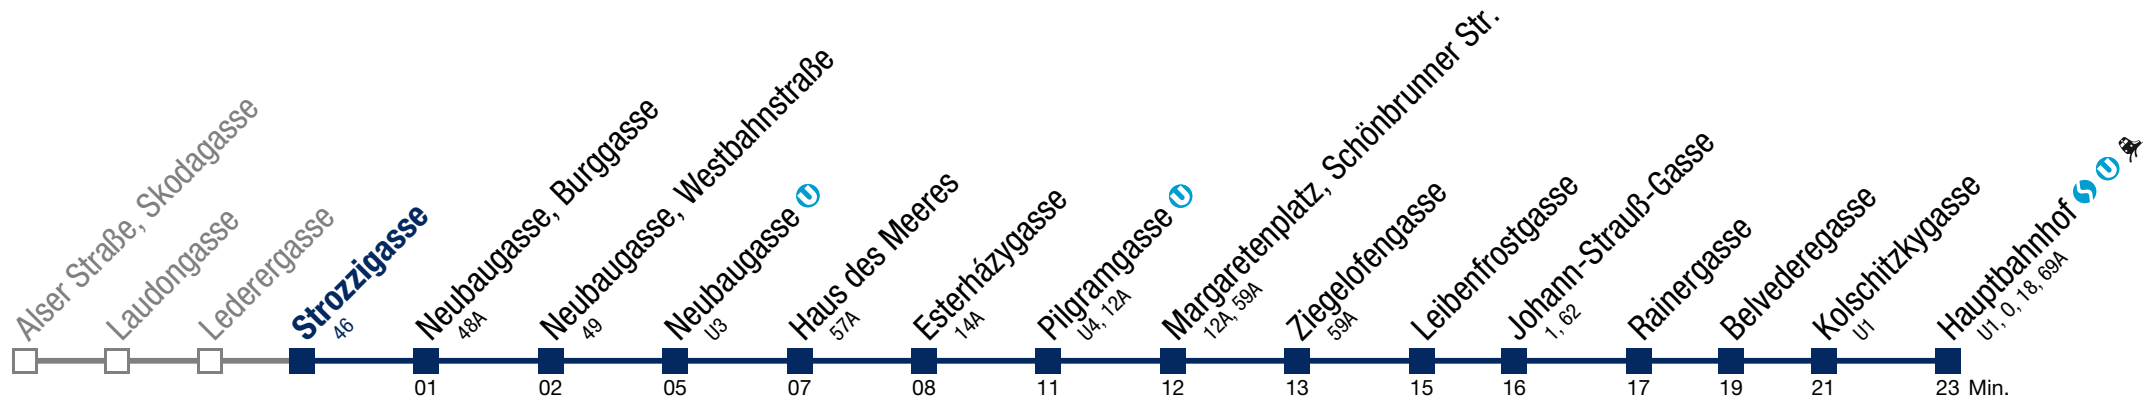 Alser Straße, Skodagasse
Laudongasse
Lederergasse
Strozzigasse
46
Neubaugasse, Burggasse
48A
01
Neubaugasse, Westbahnstraße
49
02
Neubaugasse U
U3
05
Haus des Meeres
57A
07
Esterházygasse
14A
08
Pilgramgasse U
U4, 12A
11
Margaretenplatz, Schönbrunner Str.
12A, 59A
12
Ziegelofengasse
59A
13
Leibenfrostgasse
15
Johann-Strauß-Gasse
1, 62
16
Rainergasse
17
Belvederegasse
19
Kolschitzkygasse
U1
21
Hauptbahnhof S U
U1, O, 18, 69A
23 Min.